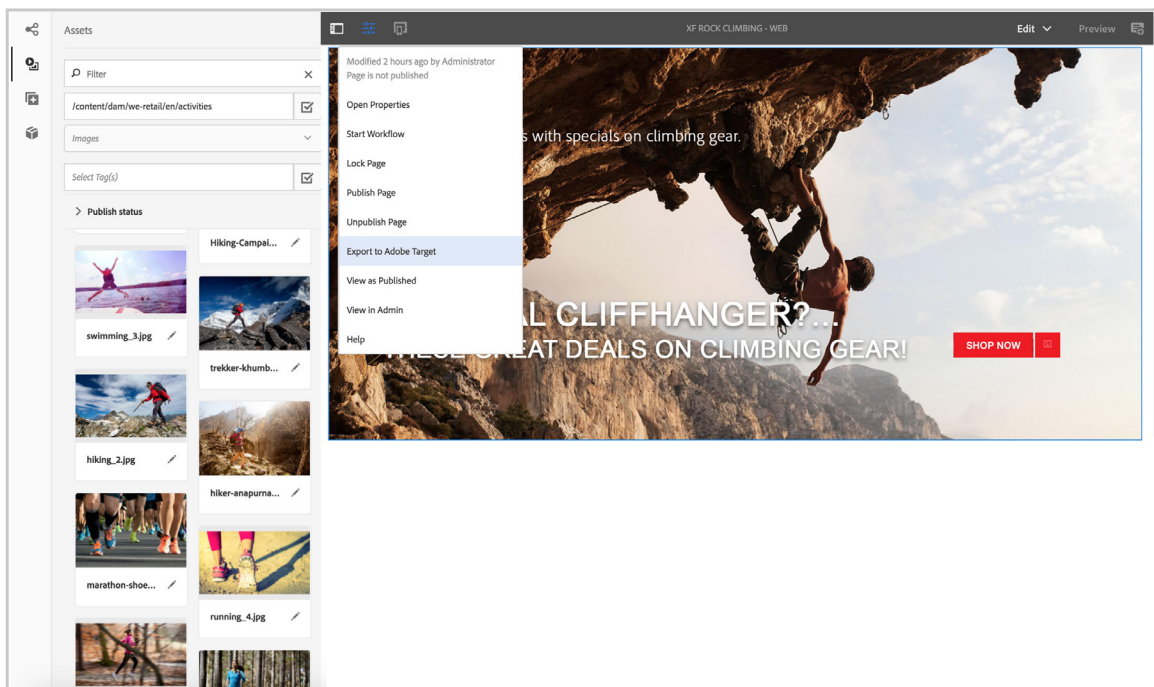 Assets
XF ROCK CLIMBING - WEB
Edit
Preview
Filter
/content/dam/we-retail/en/activities
Images
Select Tag(s)
Publish status
Hiking-Campai...
swimming_3.jpg
trekker-khumb...
hiking_2.jpg
hiker-anapurna...
marathon-shoe...
running_4.jpg
Modified 2 hours ago by Administrator
Page is not published
Open Properties
Start Workflow
Lock Page
Publish Page
Unpublish Page
Export to Adobe Target
View as Published
View in Admin
Help
with specials on climbing gear.
CLIFFHANGER?...
DEALS ON CLIMBING GEAR!
SHOP NOW